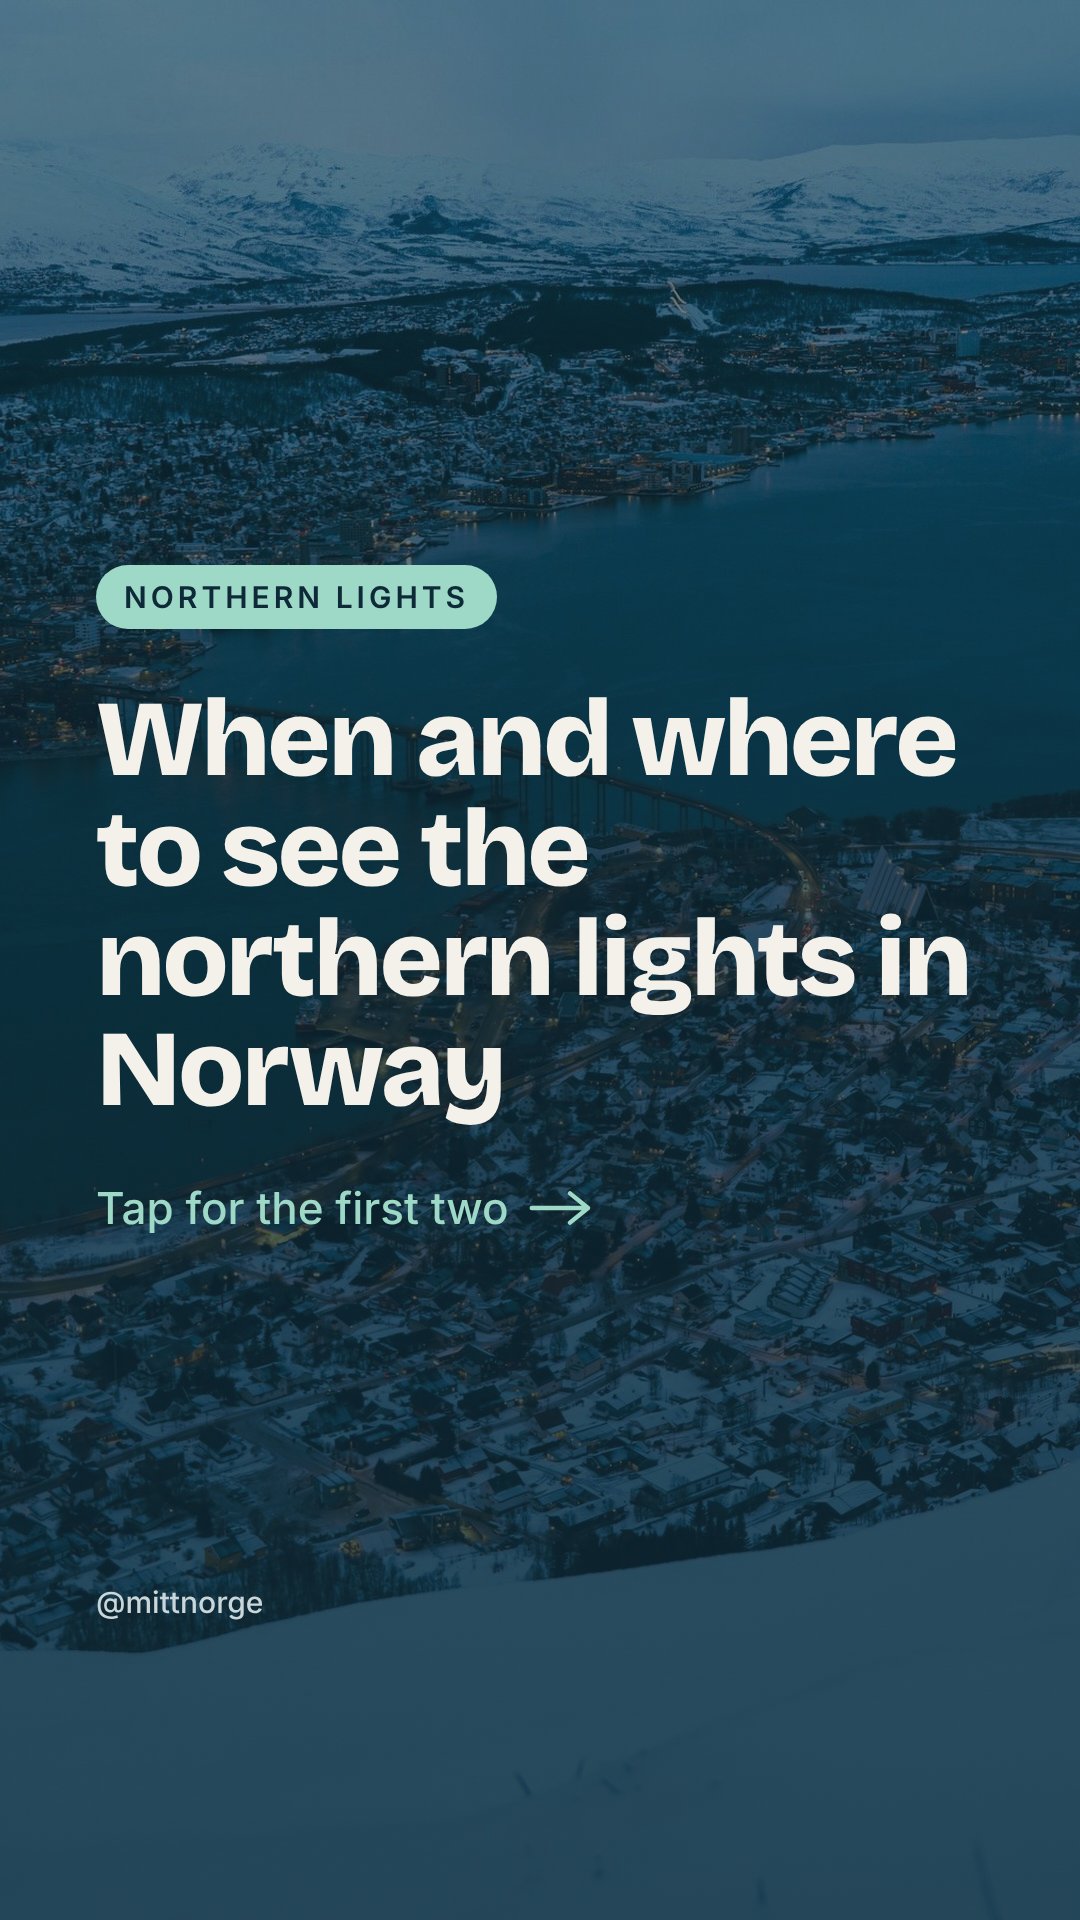 NORTHERN LIGHTS
When and where
to see the
northern lights in
Norway
Tap for the first two →
@mittnorge